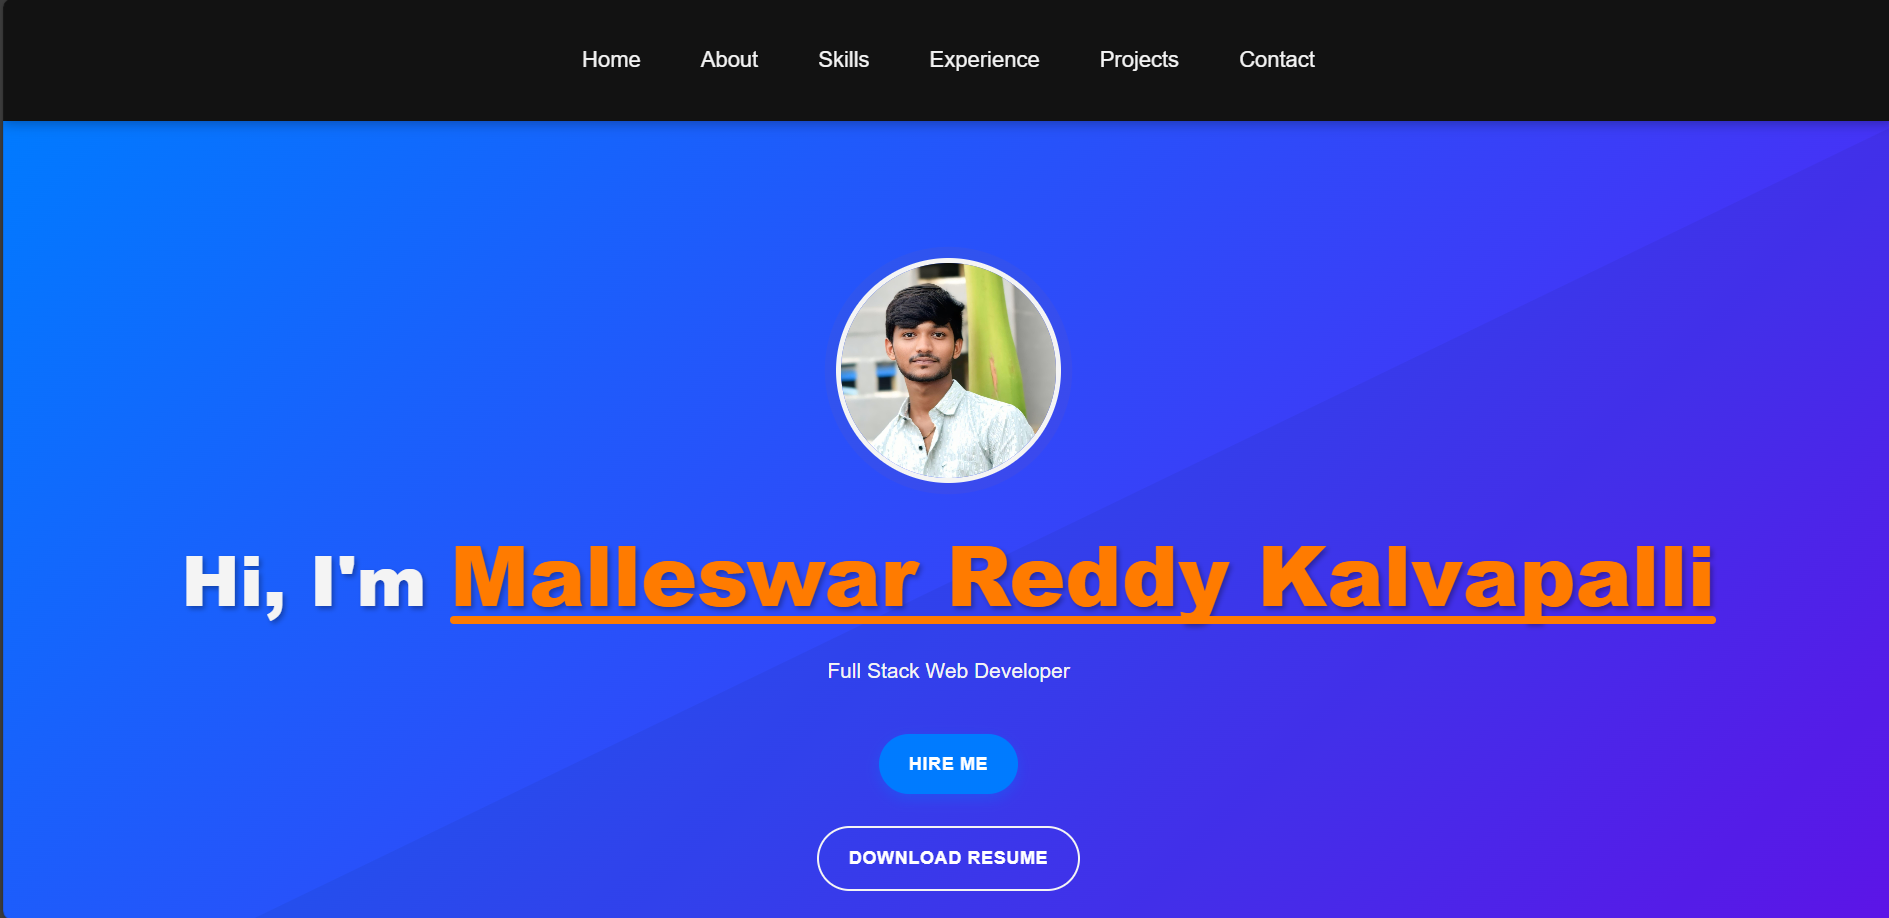 Home About Skills Experience Projects Contact
Hi, I'm Malleswar Reddy Kalvapalli
Full Stack Web Developer
HIRE ME
DOWNLOAD RESUME